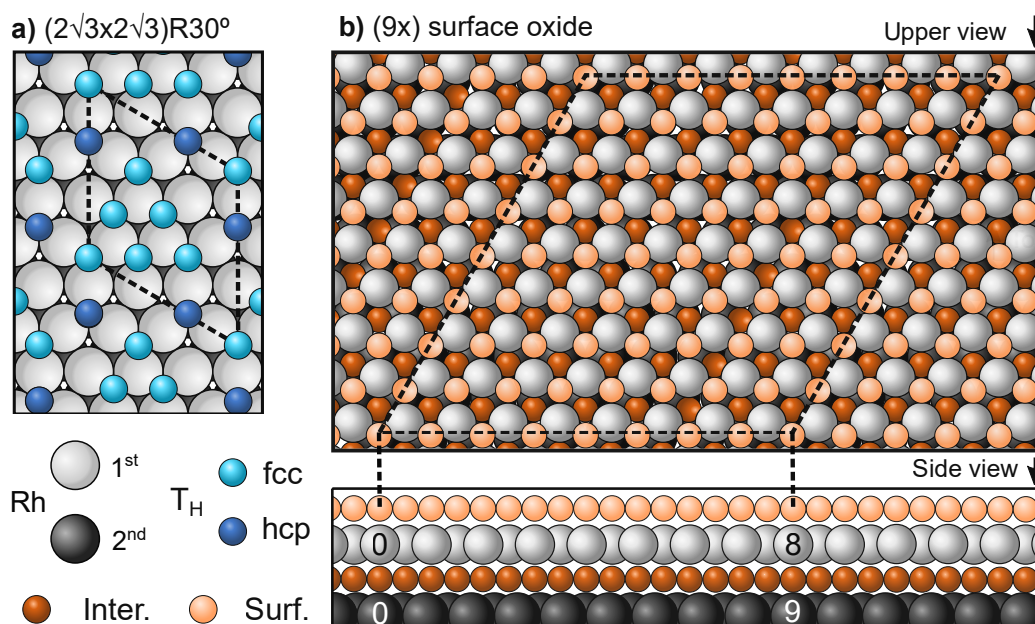 a) (2√3x2√3)R30º
b) (9x) surface oxide
Upper view
Side view
Rh
1st
2nd
TH
fcc
hcp
Inter.
Surf.
0
8
0
9